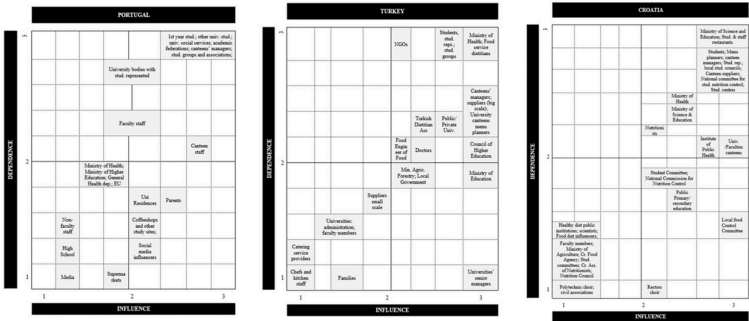 PORTUGAL
DEPENDENCE
3
1st year stud.; other univ. stud.;
univ. social services; academic
federations; canteens' managers;
stud. groups and associations;
University bodies with
stud. represented
Faculty staff
Canteen
staff
2
Ministry of Health;
Ministry of Higher
Education; General
Health dep.; EU
Uni
Residences
Parents
Non-
faculty
staff
Coffeeshops
and other
study sites;
High
School
Social
media
influencers
1
Media
Superma
rkets
1
2
3
INFLUENCE
TURKEY
DEPENDENCE
3
NGOs
Students,
stud.
reps.;
stud.
groups
Ministry of
Health, Food
service
dietitians
Canteens'
managers;
suppliers (big
scale);
University
canteens
menu
planners
Turkish
Dietitian
Ass
Public/
Private
Univ.
Food
Engin
eer of
Food
Doctors
Council of
Higher
Education
2
Min. Agric.
Forestry; Local
Government
Ministry of
Education
Suppliers
small
scale
Universities:
administration;
faculty members
Catering
service
providers
1
Chefs and
kitchen
staff
Families
Universities/
senior
managers
1
2
3
INFLUENCE
CROATIA
DEPENDENCE
3
Ministry of Science and
Education; Stud. & staff
restaurants.
Students; Menu
planners; canteen
managers; Stud. rep.;
local stud. councils;
Canteen suppliers;
National committee for
stud. nutrition control;
Stud. centres
Ministry of
Health
Ministry of
Science &
Education
Nutritioni
sts
Institute
of
Public
Health
Univ.
/Faculties
canteens
2
Student Committee;
National Commission for
Nutrition Control
Public
Primary/
secondary
education
Healthy diet public
institutions; scientists;
Food diet influencers;
Local food
Control
Committee
Faculty members;
Ministry of
Agriculture; Cr. Food
Agency; Stud.
committees; Cr. Ass.
of Nutritionists;
Nutrition Council
1
Polytechnic choir;
civil associations
Rectors
choir
1
2
3
INFLUENCE